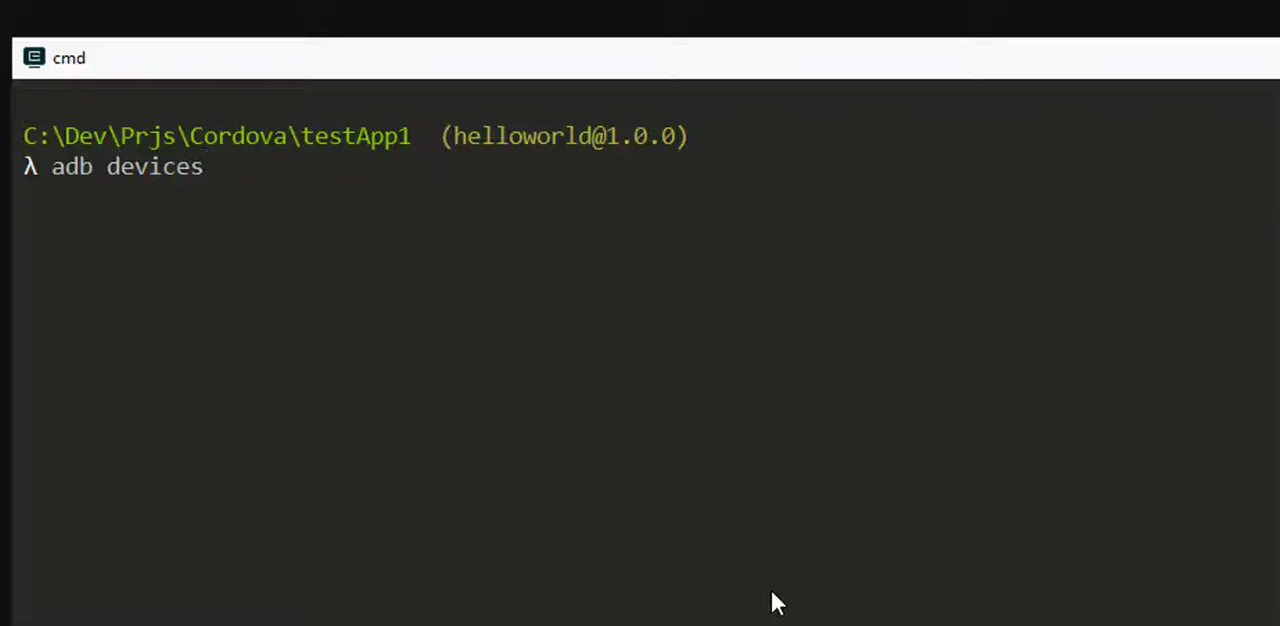 cmd
C:\Dev\Prjs\Cordova\testApp1  (helloworld@1.0.0)
λ adb devices